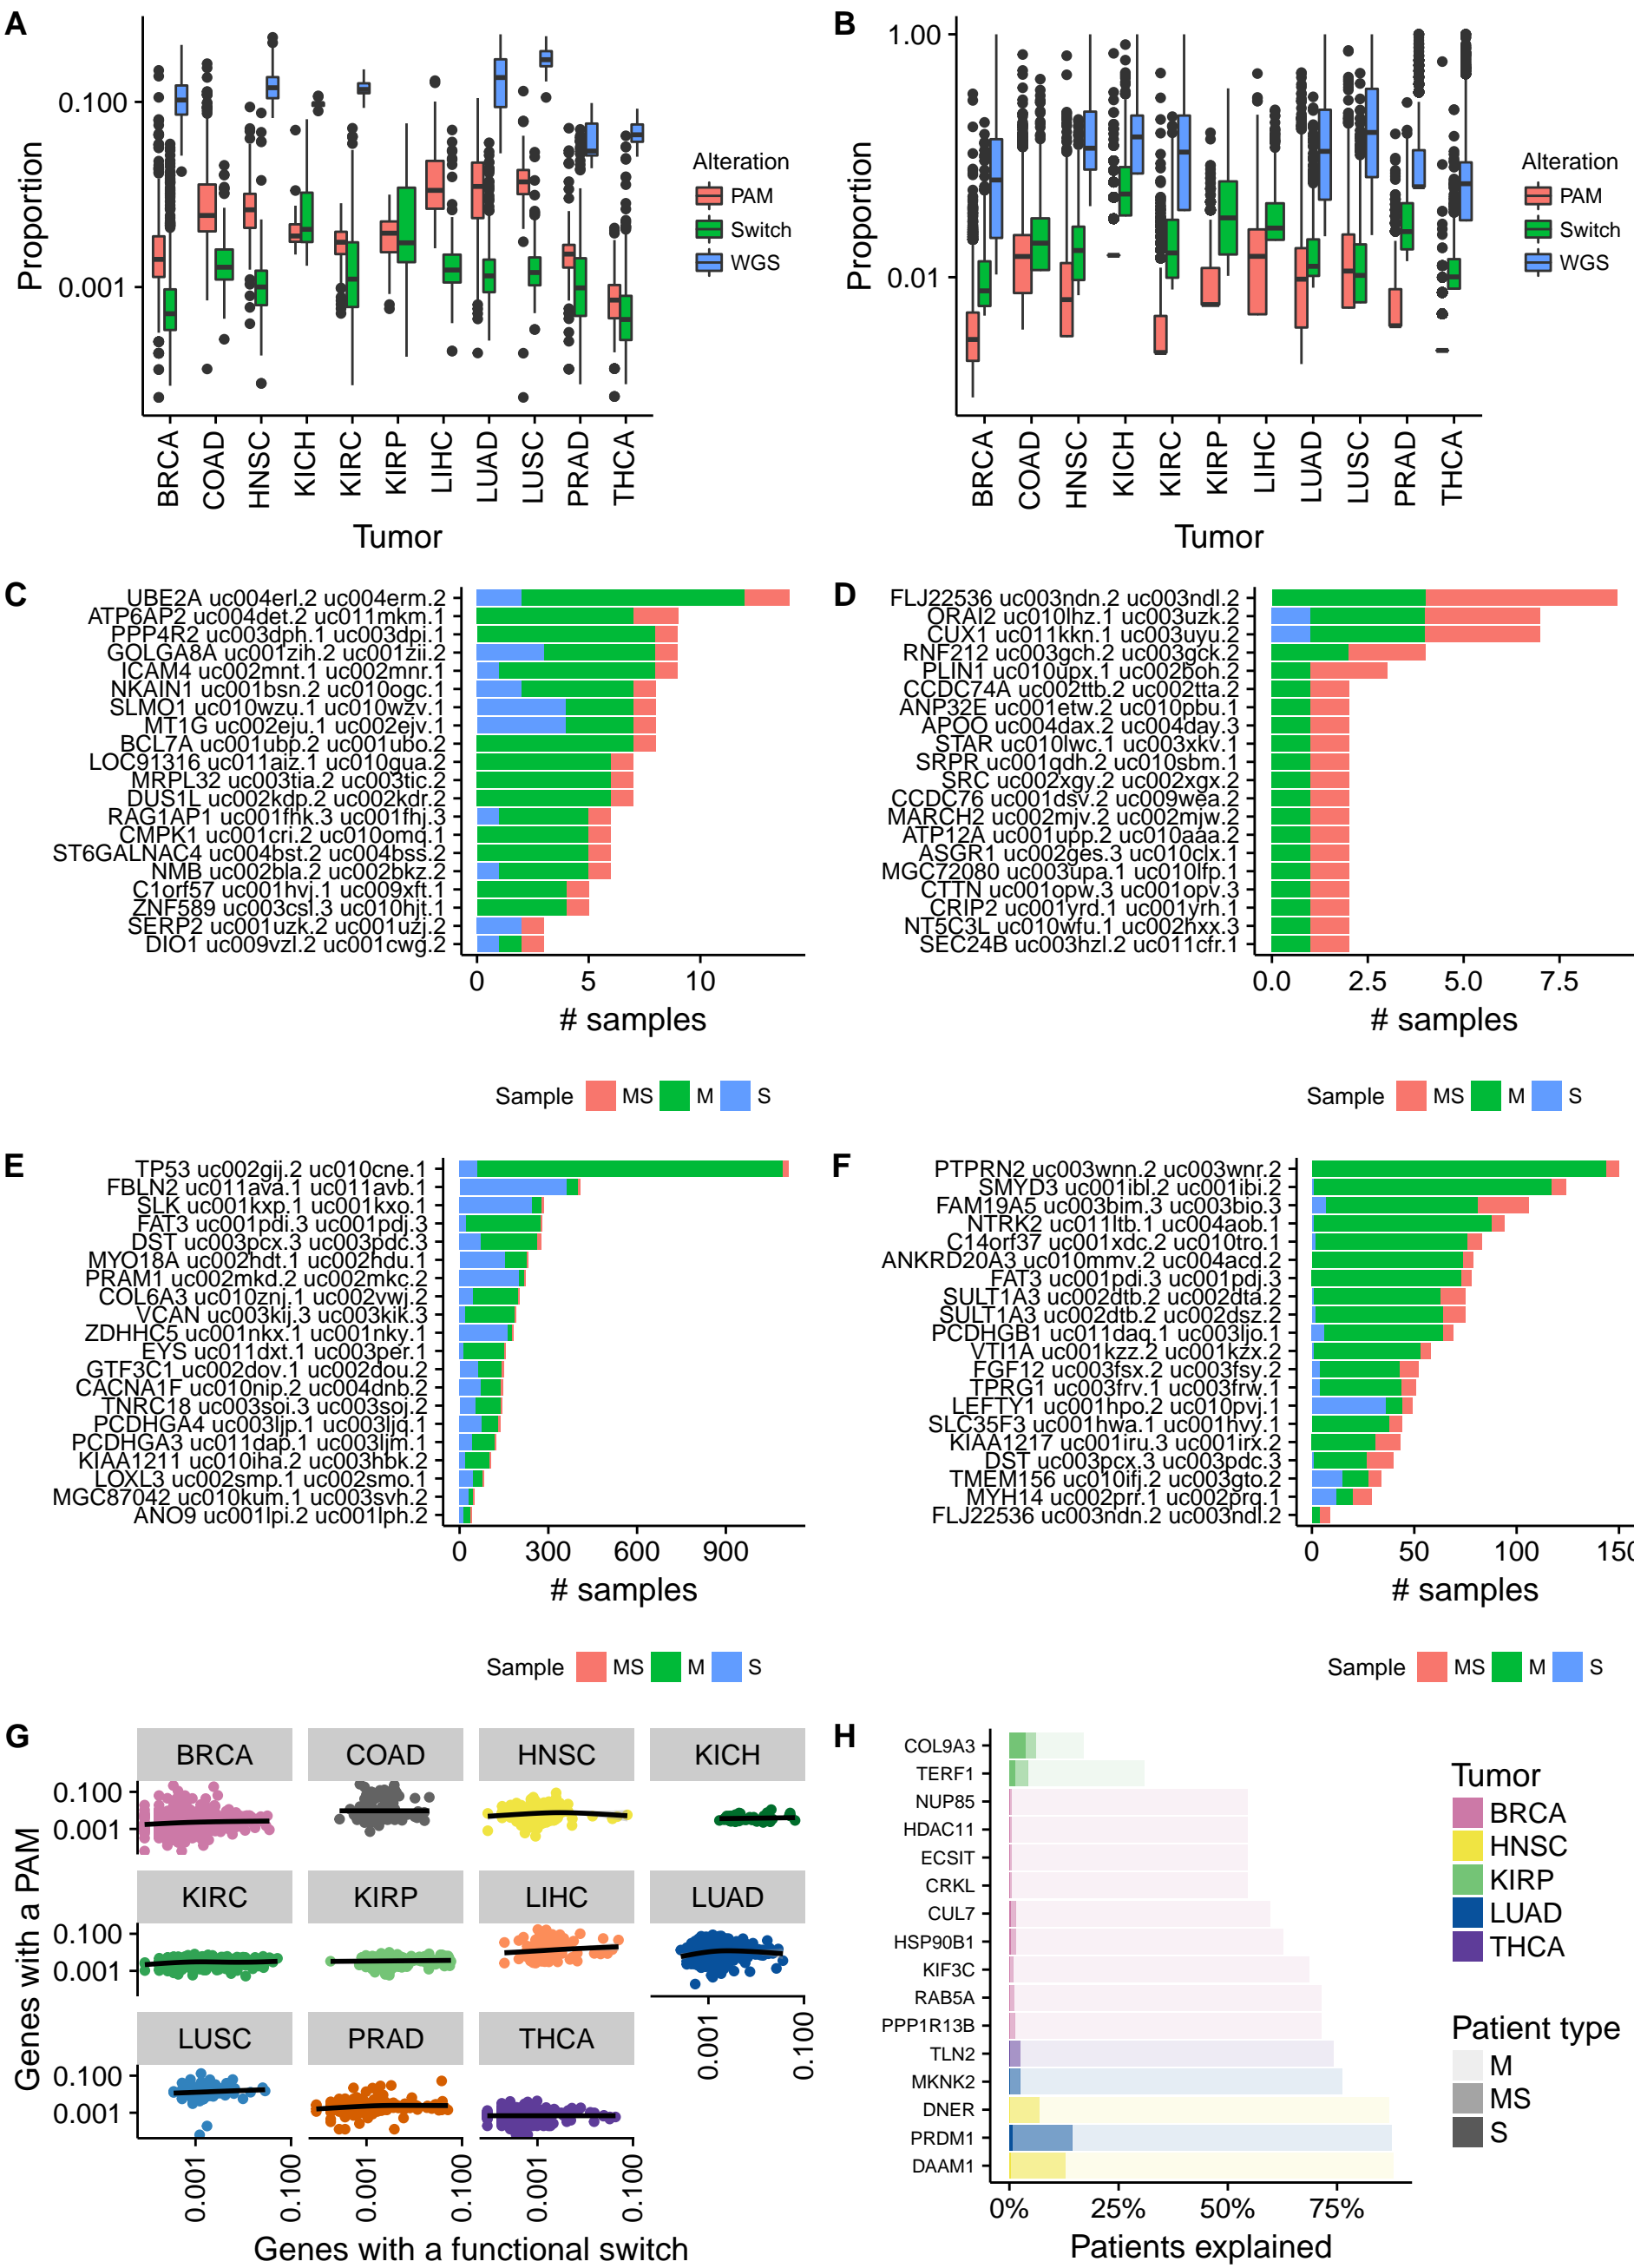 A
0.100
0.001
Proportion
BRCA
COAD
HNSC
KICH
KIRC
KIRP
LIHC
LUAD
LUSC
PRAD
THCA
Tumor
Alteration
PAM
Switch
WGS
B
1.00
0.01
Proportion
BRCA
COAD
HNSC
KICH
KIRC
KIRP
LIHC
LUAD
LUSC
PRAD
THCA
Tumor
Alteration
PAM
Switch
WGS
C
UBE2A uc004erl.2 uc004erm.2
ATP6AP2 uc004det.2 uc011mkm.1
PPP4R2 uc003dph.1 uc003dpi.1
GOLGA8A uc001zih.2 uc001zii.2
ICAM4 uc002mnt.1 uc002mnr.1
NKAIN1 uc001bsn.2 uc010ogc.1
SLMO1 uc010wzu.1 uc010wzv.1
MT1G uc002eju.1 uc002ejv.1
BCL7A uc001ubp.2 uc001ubo.2
LOC91316 uc011aiz.1 uc010gua.2
MRPL32 uc003tia.2 uc003tic.2
DUS1L uc002kdp.2 uc002kdr.2
RAG1AP1 uc001fhk.3 uc001fhj.3
CMPK1 uc001cri.2 uc010omq.1
ST6GALNAC4 uc004bst.2 uc004bss.2
NMB uc002bla.2 uc002bkz.2
C1orf57 uc001hvj.1 uc009xft.1
ZNF589 uc003csl.3 uc010hjt.1
SERP2 uc001uzk.2 uc001uzj.2
DIO1 uc009vzl.2 uc001cwg.2
0 5 10
# samples
D
FLJ22536 uc003ndn.2 uc003ndl.2
ORAI2 uc010lhz.1 uc003uzk.2
CUX1 uc011kkn.1 uc003uyu.2
RNF212 uc003gch.2 uc003gck.2
PLIN1 uc010upx.1 uc002boh.2
CCDC74A uc002ttb.2 uc002tta.2
ANP32E uc001etw.2 uc010pbu.1
APOO uc004dax.2 uc004day.3
STAR uc010lwc.1 uc003xkv.1
SRPR uc001qdh.2 uc010sbm.1
SRC uc002xgy.2 uc002xgx.2
CCDC76 uc001dsv.2 uc009wea.2
MARCH2 uc002mjv.2 uc002mjw.2
ATP12A uc001upp.2 uc010aaa.2
ASGR1 uc002ges.3 uc010clx.1
MGC72080 uc003upa.1 uc010lfp.1
CTTN uc001opw.3 uc001opv.3
CRIP2 uc001yrd.1 uc001yrh.1
NT5C3L uc010wfu.1 uc002hxx.3
SEC24B uc003hzl.2 uc011cfr.1
0.0 2.5 5.0 7.5
# samples
Sample MS M S
Sample MS M S
E
TP53 uc002gij.2 uc010cne.1
FBLN2 uc011ava.1 uc011avb.1
SLK uc001kxp.1 uc001kxo.1
FAT3 uc001pdi.3 uc001pdj.3
DST uc003pcx.3 uc003pdc.3
MYO18A uc002hdt.1 uc002hdu.1
PRAM1 uc002mkd.2 uc002mkc.2
COL6A3 uc010znj.1 uc002vwj.2
VCAN uc003kij.3 uc003kik.3
ZDHHC5 uc001nkx.1 uc001nky.1
EYS uc011dxt.1 uc003per.1
GTF3C1 uc002dov.1 uc002dou.2
CACNA1F uc010nip.2 uc004dnb.2
TNRC18 uc003soi.3 uc003soj.2
PCDHGA4 uc003ljp.1 uc003ljq.1
PCDHGA3 uc011dap.1 uc003ljm.1
KIAA1211 uc010iha.2 uc003hbk.2
LOXL3 uc002smp.1 uc002smo.1
MGC87042 uc010kum.1 uc003svh.2
ANO9 uc001lpi.2 uc001lph.2
0 300 600 900
# samples
F
PTPRN2 uc003wnn.2 uc003wnr.2
SMYD3 uc001ibl.2 uc001ibi.2
FAM19A5 uc003bim.3 uc003bio.3
NTRK2 uc011ltb.1 uc004aob.1
C14orf37 uc001xdc.2 uc010tro.1
ANKRD20A3 uc010mmv.2 uc004acd.2
FAT3 uc001pdi.3 uc001pdj.3
SULT1A3 uc002dtb.2 uc002dta.2
SULT1A3 uc002dtb.2 uc002dsz.2
PCDHGB1 uc011daq.1 uc003ljo.1
VTI1A uc001kzz.2 uc001kzx.2
FGF12 uc003fsx.2 uc003fsy.2
TPRG1 uc003frv.1 uc003frw.1
LEFTY1 uc001hpo.2 uc010pvj.1
SLC35F3 uc001hwa.1 uc001hvy.1
KIAA1217 uc001iru.3 uc001irx.2
DST uc003pcx.3 uc003pdc.3
TMEM156 uc010ifj.2 uc003gto.2
MYH14 uc002prr.1 uc002prq.1
FLJ22536 uc003ndn.2 uc003ndl.2
0 50 100 150
# samples
Sample MS M S
Sample MS M S
G
BRCA COAD HNSC KICH
0.100
0.001
KIRC KIRP LIHC LUAD
0.100
0.001
LUSC PRAD THCA
0.100
0.001
0.001 0.100
0.001 0.100
0.001 0.100
0.001 0.100
Genes with a PAM
Genes with a functional switch
H
COL9A3
TERF1
NUP85
HDAC11
ECSIT
CRKL
CUL7
HSP90B1
KIF3C
RAB5A
PPP1R13B
TLN2
MKNK2
DNER
PRDM1
DAAM1
0% 25% 50% 75%
Patients explained
Tumor
BRCA
HNSC
KIRP
LUAD
THCA
Patient type
M
MS
S